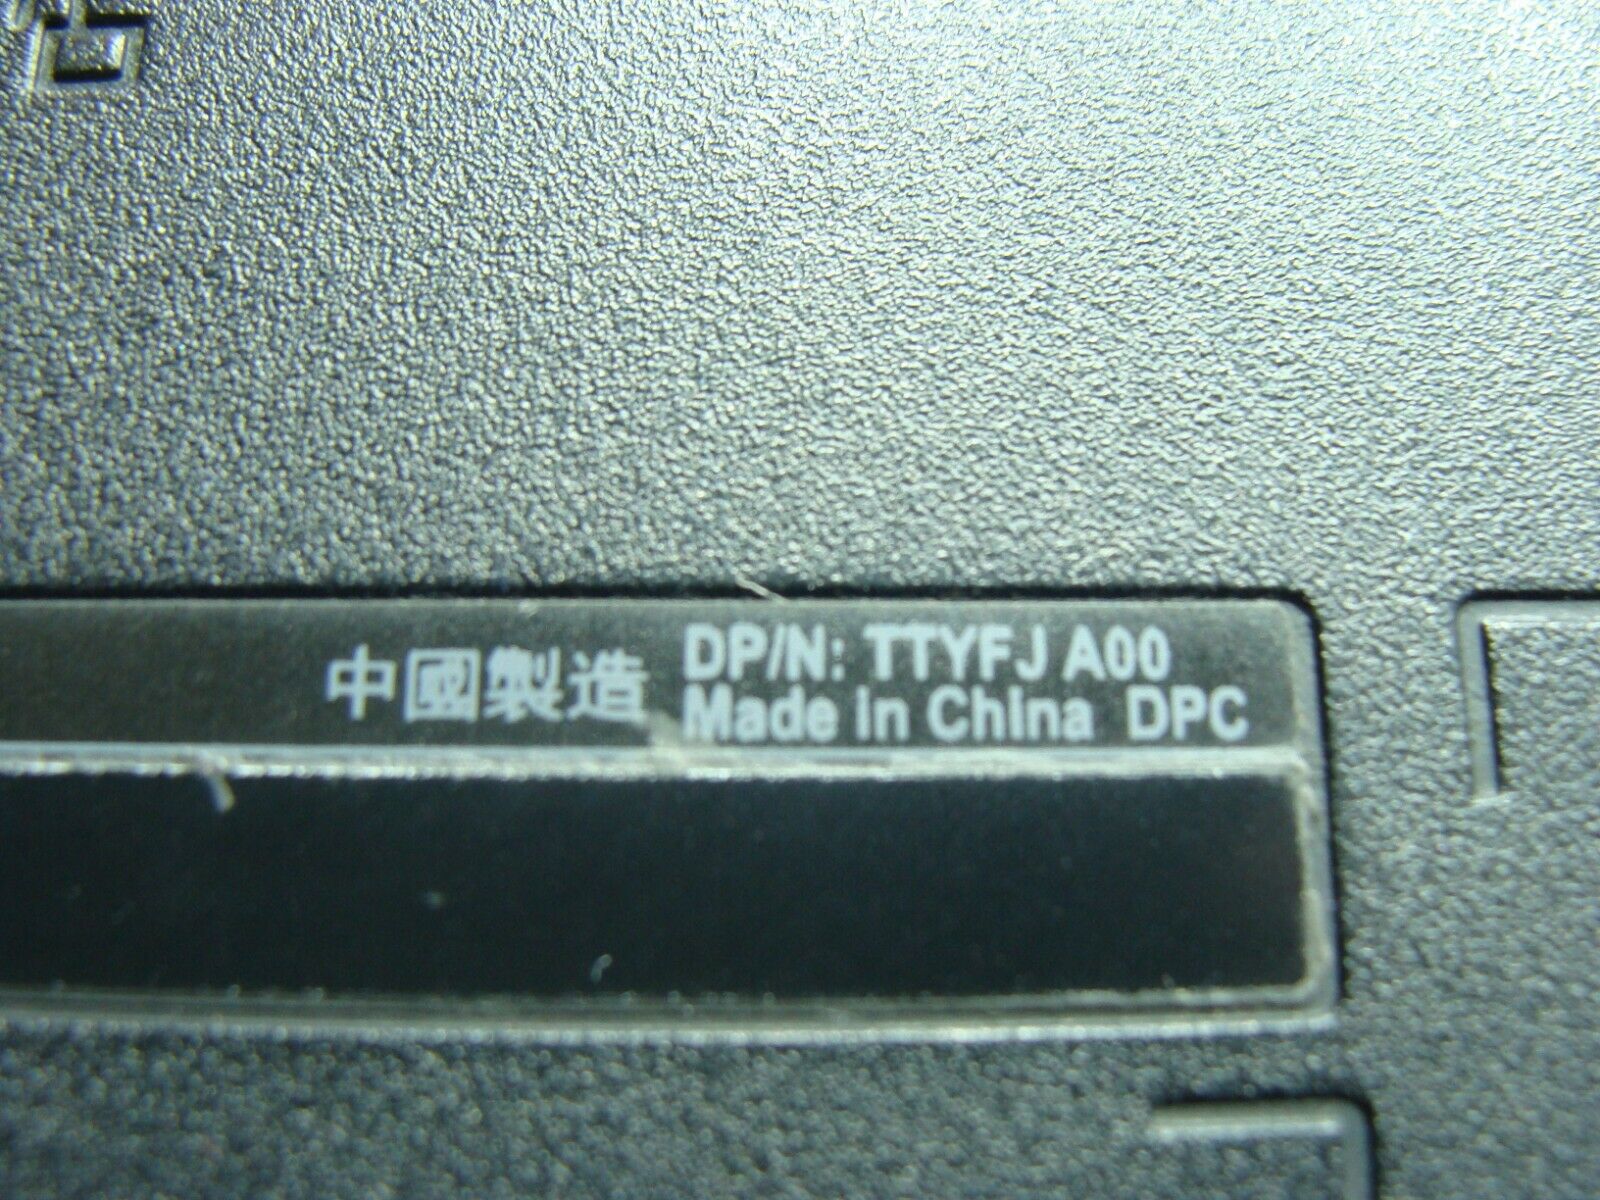 中國製造
DP/N: TTYFJ A00
Made in China DPC